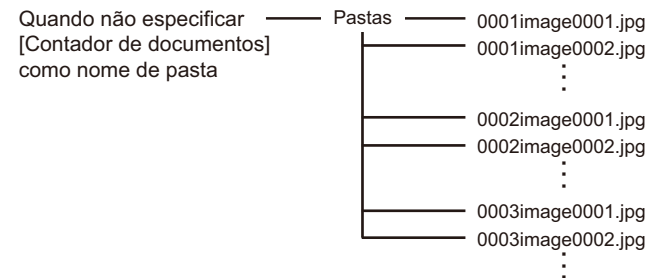 Quando não especificar
[Contador de documentos]
como nome de pasta
Pastas
0001image0001.jpg
0001image0002.jpg
0002image0001.jpg
0002image0002.jpg
0003image0001.jpg
0003image0002.jpg